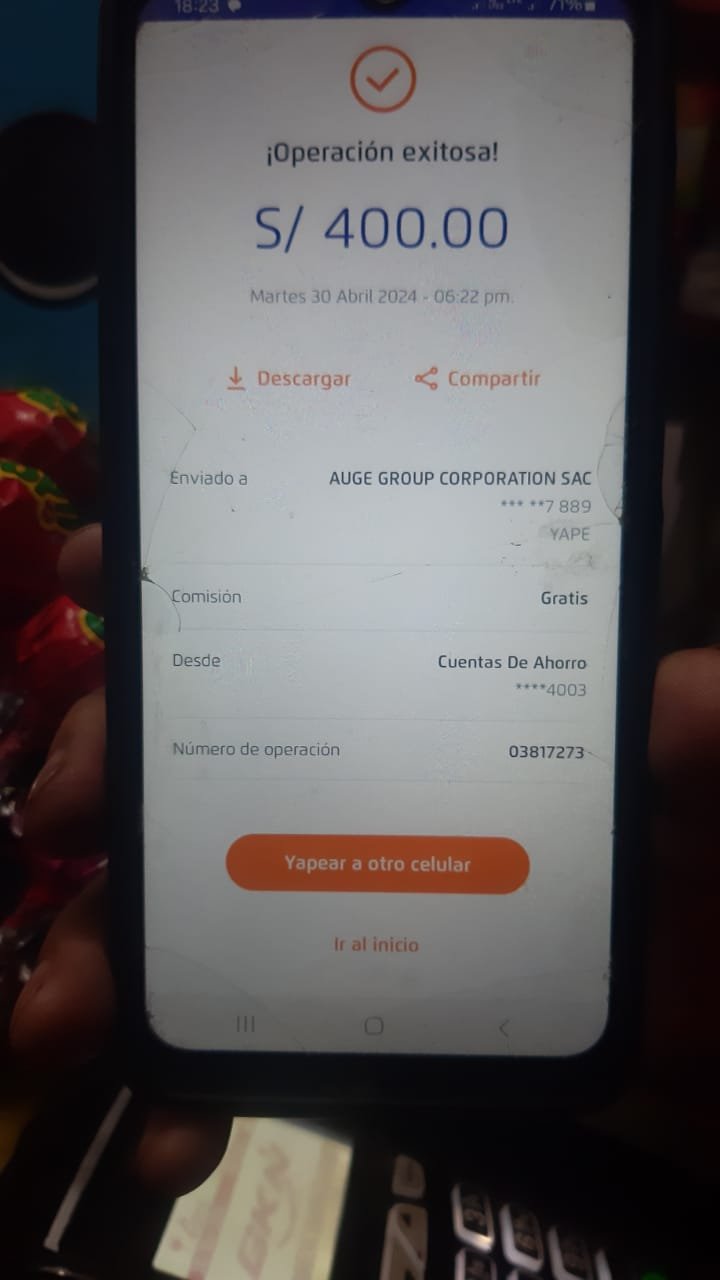 18:23
71%
¡Operación exitosa!
S/ 400.00
Martes 30 Abril 2024 - 06:22 pm.
Descargar Compartir
Enviado a AUGE GROUP CORPORATION SAC
*** **7 889
YAPE
Comisión Gratis
Desde Cuentas De Ahorro
****4003
Número de operación 03817273
Yapear a otro celular
Ir al inicio